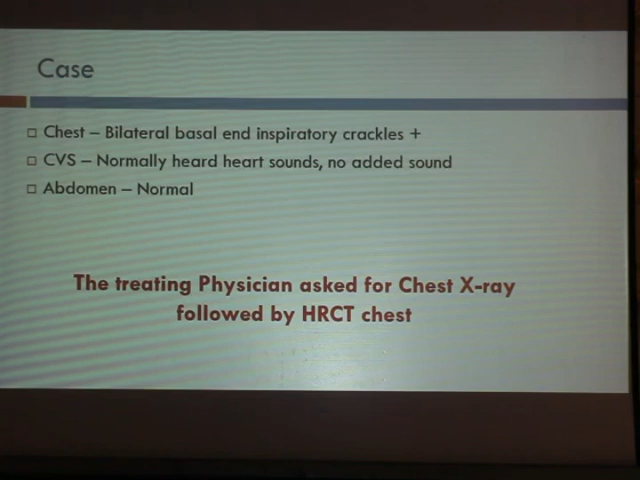 Case
□ Chest – Bilateral basal end inspiratory crackles +
□ CVS – Normally heard heart sounds, no added sound
□ Abdomen – Normal
The treating Physician asked for Chest X-ray
followed by HRCT chest